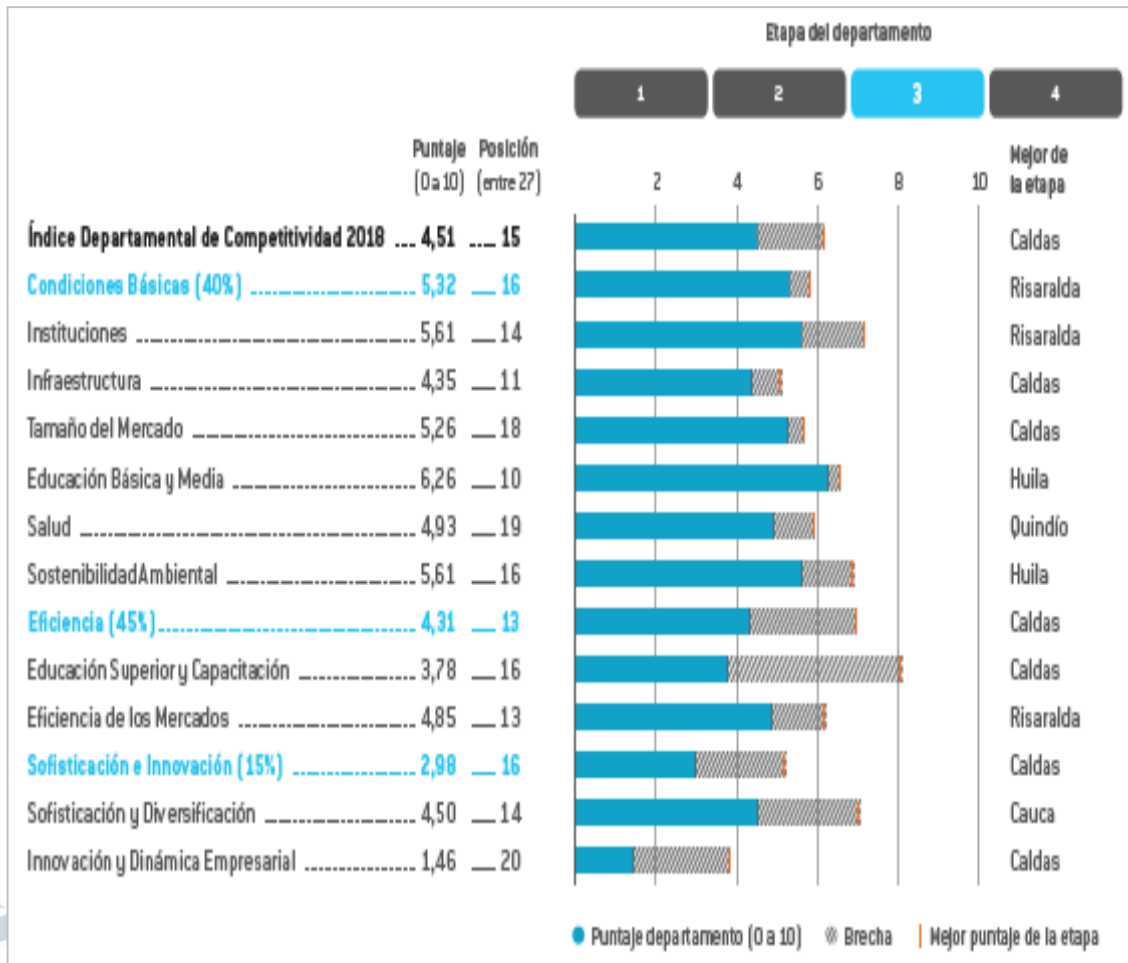 Etapa del departamento
1 2 3 4
Puntaje (0 a 10) Posición (entre 27) 2 4 6 8 10 Mejor de la etapa
Índice Departamental de Competitividad 2018 4,51 15 Caldas
Condiciones Básicas (40%) 5,32 16 Risaralda
Instituciones 5,61 14 Risaralda
Infraestructura 4,35 11 Caldas
Tamaño del Mercado 5,26 18 Caldas
Educación Básica y Media 6,26 10 Huila
Salud 4,93 19 Quindío
Sostenibilidad Ambiental 5,61 16 Huila
Eficiencia (45%) 4,31 13 Caldas
Educación Superior y Capacitación 3,78 16 Caldas
Eficiencia de los Mercados 4,85 13 Risaralda
Sofisticación e Innovación (15%) 2,98 16 Caldas
Sofisticación y Diversificación 4,50 14 Cauca
Innovación y Dinámica Empresarial 1,46 20 Caldas
Puntaje departamento (0 a 10) Brecha Mejor puntaje de la etapa